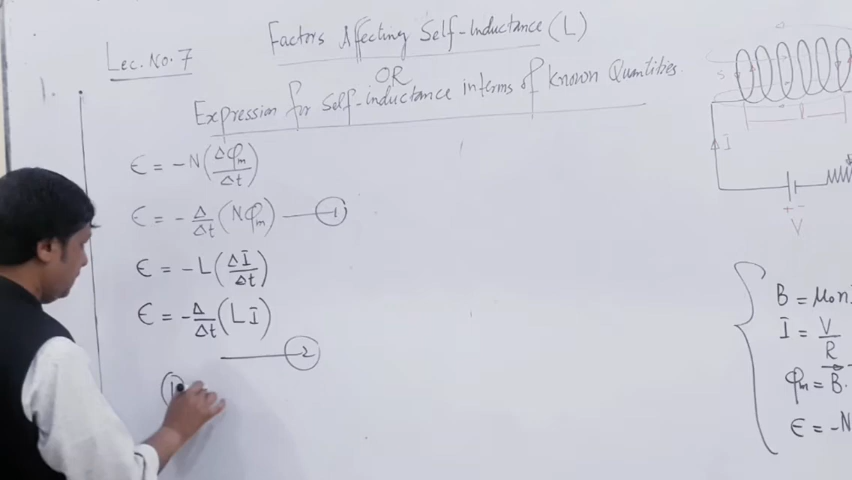 Lec. No. 7
Factors Affecting Self-Inductance (L)
OR
Expression for Self-inductance interms of known Quantities.
1.
ε = -N(Δφm/Δt)
ε = -Δ/Δt (Nφm) — 1
ε = -L(ΔI/Δt)
ε = -Δ/Δt (LI)
— 2
1
l
I
+ -
V
B = μon
I = V/R
φm = B⃗.
ε = -N